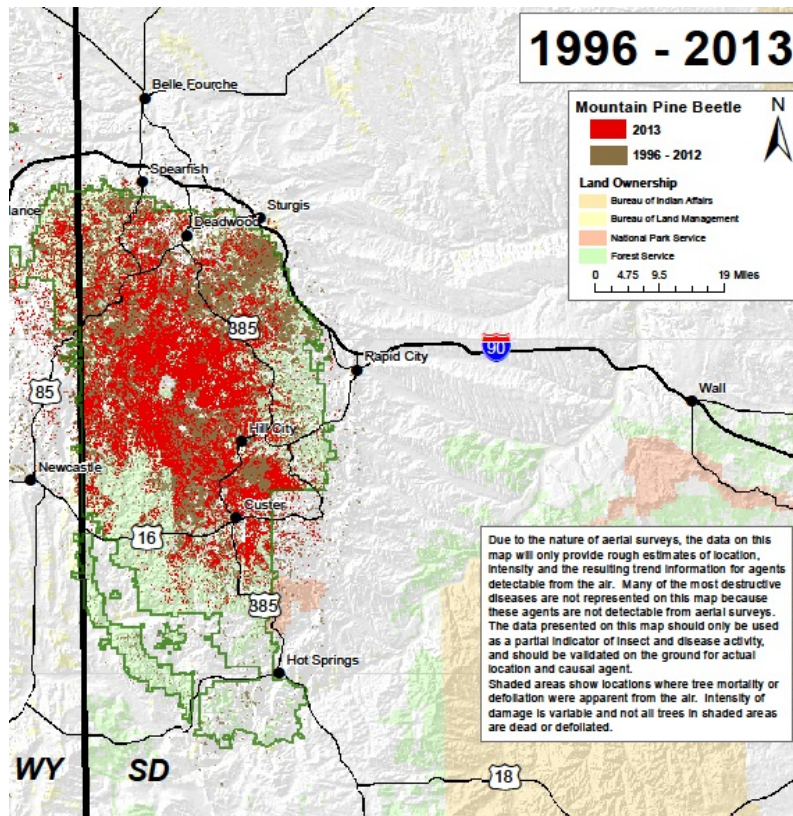 1996 - 2013
Mountain Pine Beetle
N
2013
1996 - 2012
Land Ownership
Bureau of Indian Affairs
Bureau of Land Management
National Park Service
Forest Service
0 4.75 9.5 19 Miles
Belle Fourche
Spearfish
Sturgis
lance
Deadwood
385
90
Rapid City
85
Wall
Hill City
Newcastle
Custer
16
385
Hot Springs
Due to the nature of aerial surveys, the data on this
map will only provide rough estimates of location,
intensity and the resulting trend information for agents
detectable from the air. Many of the most destructive
diseases are not represented on this map because
these agents are not detectable from aerial surveys.
The data presented on this map should only be used
as a partial indicator of insect and disease activity,
and should be validated on the ground for actual
location and causal agent.
Shaded areas show locations where tree mortality or
defoliation were apparent from the air. Intensity of
damage is variable and not all trees in shaded areas
are dead or defoliated.
WY SD
18